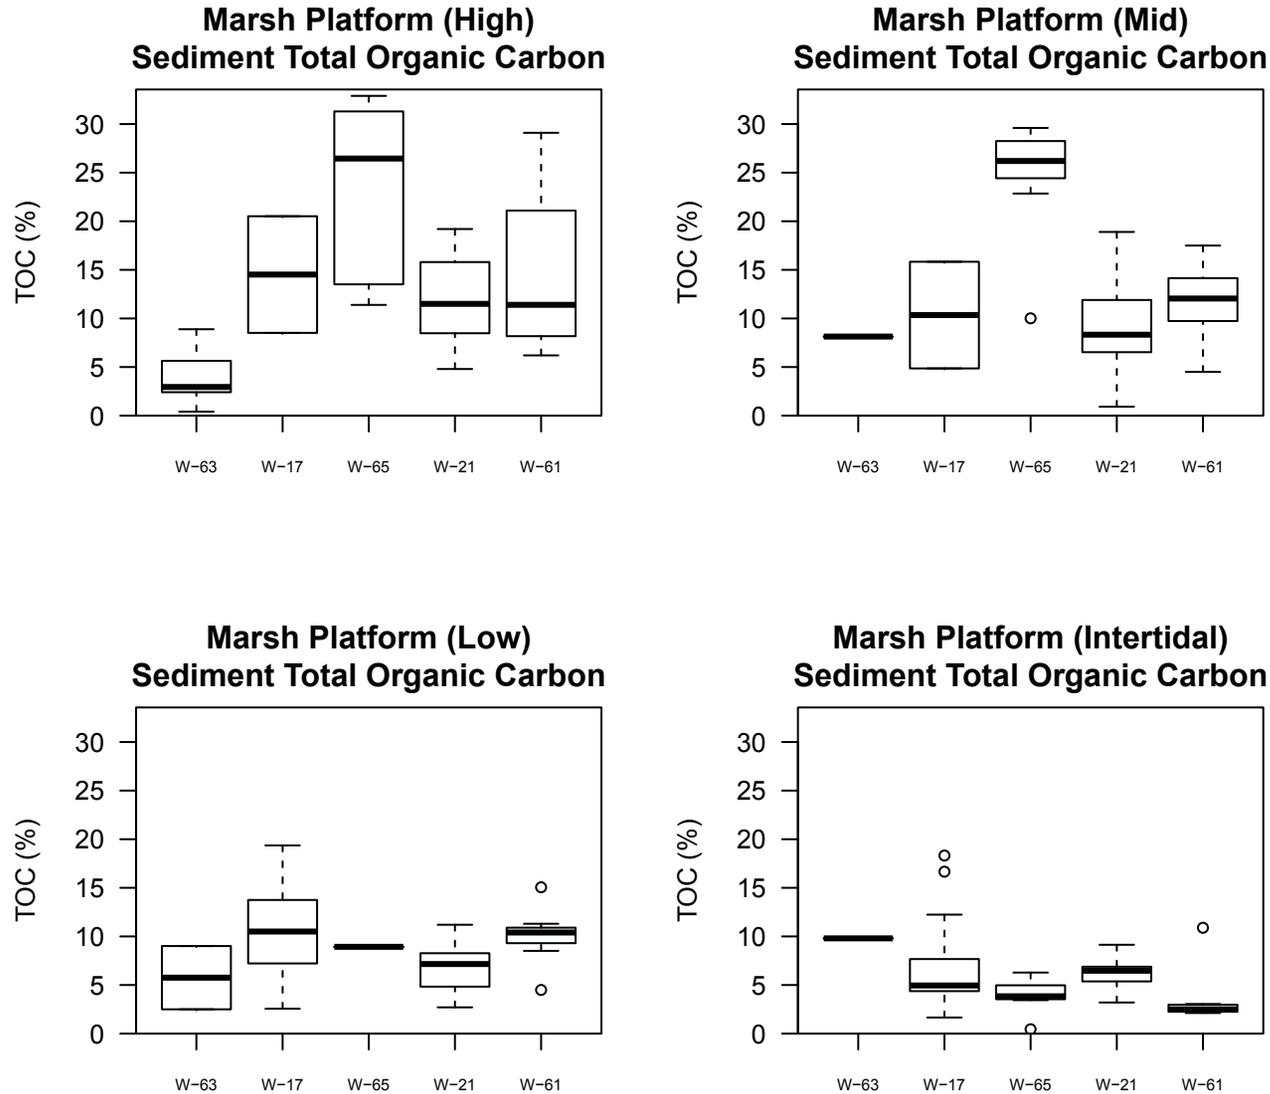 Marsh Platform (High)
Sediment Total Organic Carbon
TOC (%)
30
25
20
15
10
5
0
W−63 W−17 W−65 W−21 W−61
Marsh Platform (Mid)
Sediment Total Organic Carbon
TOC (%)
30
25
20
15
10
5
0
W−63 W−17 W−65 W−21 W−61
Marsh Platform (Low)
Sediment Total Organic Carbon
TOC (%)
30
25
20
15
10
5
0
W−63 W−17 W−65 W−21 W−61
Marsh Platform (Intertidal)
Sediment Total Organic Carbon
TOC (%)
30
25
20
15
10
5
0
W−63 W−17 W−65 W−21 W−61